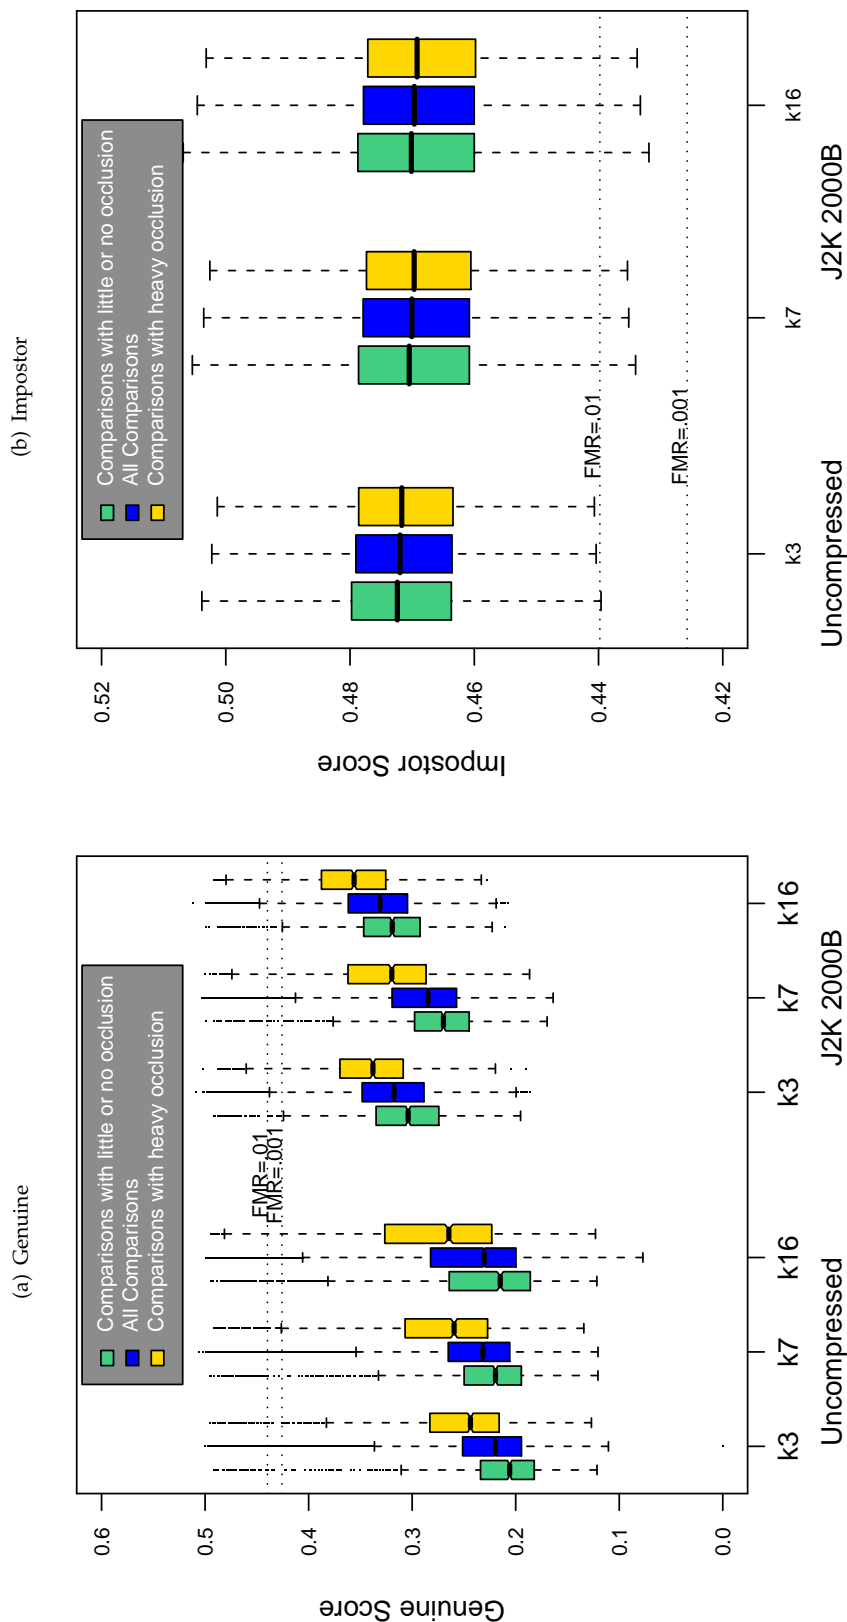 (a) Genuine
Genuine Score
0.6
0.5
0.4
0.3
0.2
0.1
0.0
Comparisons with little or no occlusion
All Comparisons
Comparisons with heavy occlusion
FMR=.01
FMR=.001
k3
k7
k16
k3
k7
k16
Uncompressed
J2K 2000B
(b) Impostor
Impostor Score
0.52
0.50
0.48
0.46
0.44
0.42
Comparisons with little or no occlusion
All Comparisons
Comparisons with heavy occlusion
FMR=.01
FMR=.001
k3
k7
k16
Uncompressed
J2K 2000B